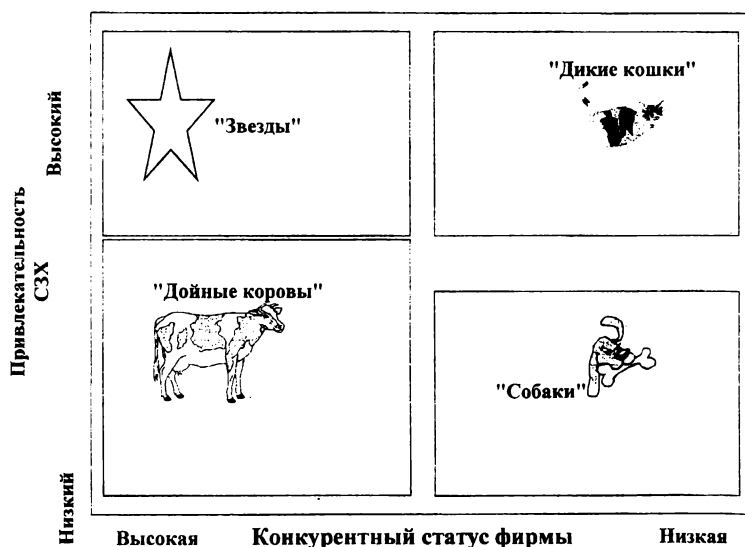 "Дикие кошки"
"Звезды"
Высокий
Привлекательность
СЗХ
"Дойные коровы"
"Собаки"
Низкий
Высокая
Конкурентный статус фирмы
Низкая